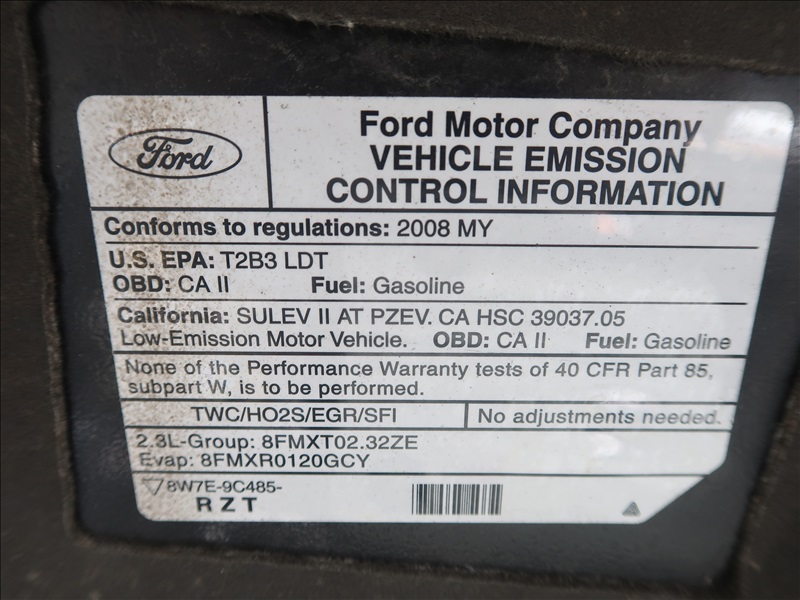 Ford
Ford Motor Company
VEHICLE EMISSION
CONTROL INFORMATION
Conforms to regulations: 2008 MY
U.S. EPA: T2B3 LDT
OBD: CA II Fuel: Gasoline
California: SULEV II AT PZEV. CA HSC 39037.05
Low-Emission Motor Vehicle. OBD: CA II Fuel: Gasoline
None of the Performance Warranty tests of 40 CFR Part 85,
subpart W, is to be performed.
TWC/HO2S/EGR/SFI No adjustments needed.
2.3L-Group: 8FMXT02.32ZE
Evap: 8FMXR0120GCY
8W7E-9C485-
RZT